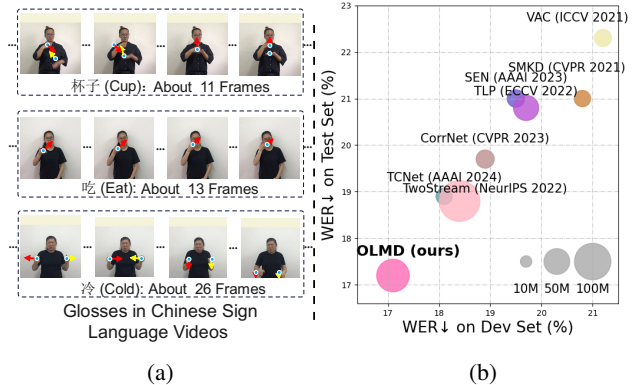 杯子 (Cup): About 11 Frames
吃 (Eat): About 13 Frames
冷 (Cold): About 26 Frames
Glosses in Chinese Sign
Language Videos
(a)
WER↓ on Test Set (%)
23
22
21
20
19
18
17
VAC (ICCV 2021)
SMKD (CVPR 2021)
SEN (AAAI 2023)
TLP (ECCV 2022)
CorrNet (CVPR 2023)
TCNet (AAAI 2024)
TwoStream (NeurIPS 2022)
OLMD (ours)
10M 50M 100M
17 18 19 20 21
WER↓ on Dev Set (%)
(b)